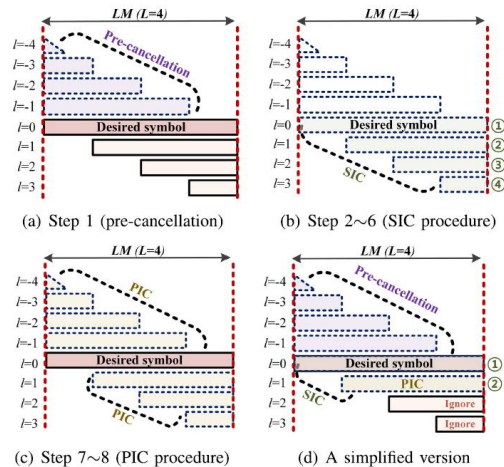 LM (L=4)
l=-4
Pre-cancellation
l=-3
l=-2
l=-1
l=0 Desired symbol
l=1
l=2
l=3
(a) Step 1 (pre-cancellation)
LM (L=4)
l=-4
l=-3
l=-2
l=-1
l=0 Desired symbol ①
l=1 ②
l=2 ③
SIC
l=3 ④
(b) Step 2~6 (SIC procedure)
LM (L=4)
l=-4
PIC
l=-3
l=-2
l=-1
l=0 Desired symbol
l=1
l=2
PIC
l=3
(c) Step 7~8 (PIC procedure)
LM (L=4)
l=-4
Pre-cancellation
l=-3
l=-2
l=-1
l=0 Desired symbol ①
l=1 PIC ②
SIC
l=2 Ignore
l=3 Ignore
(d) A simplified version